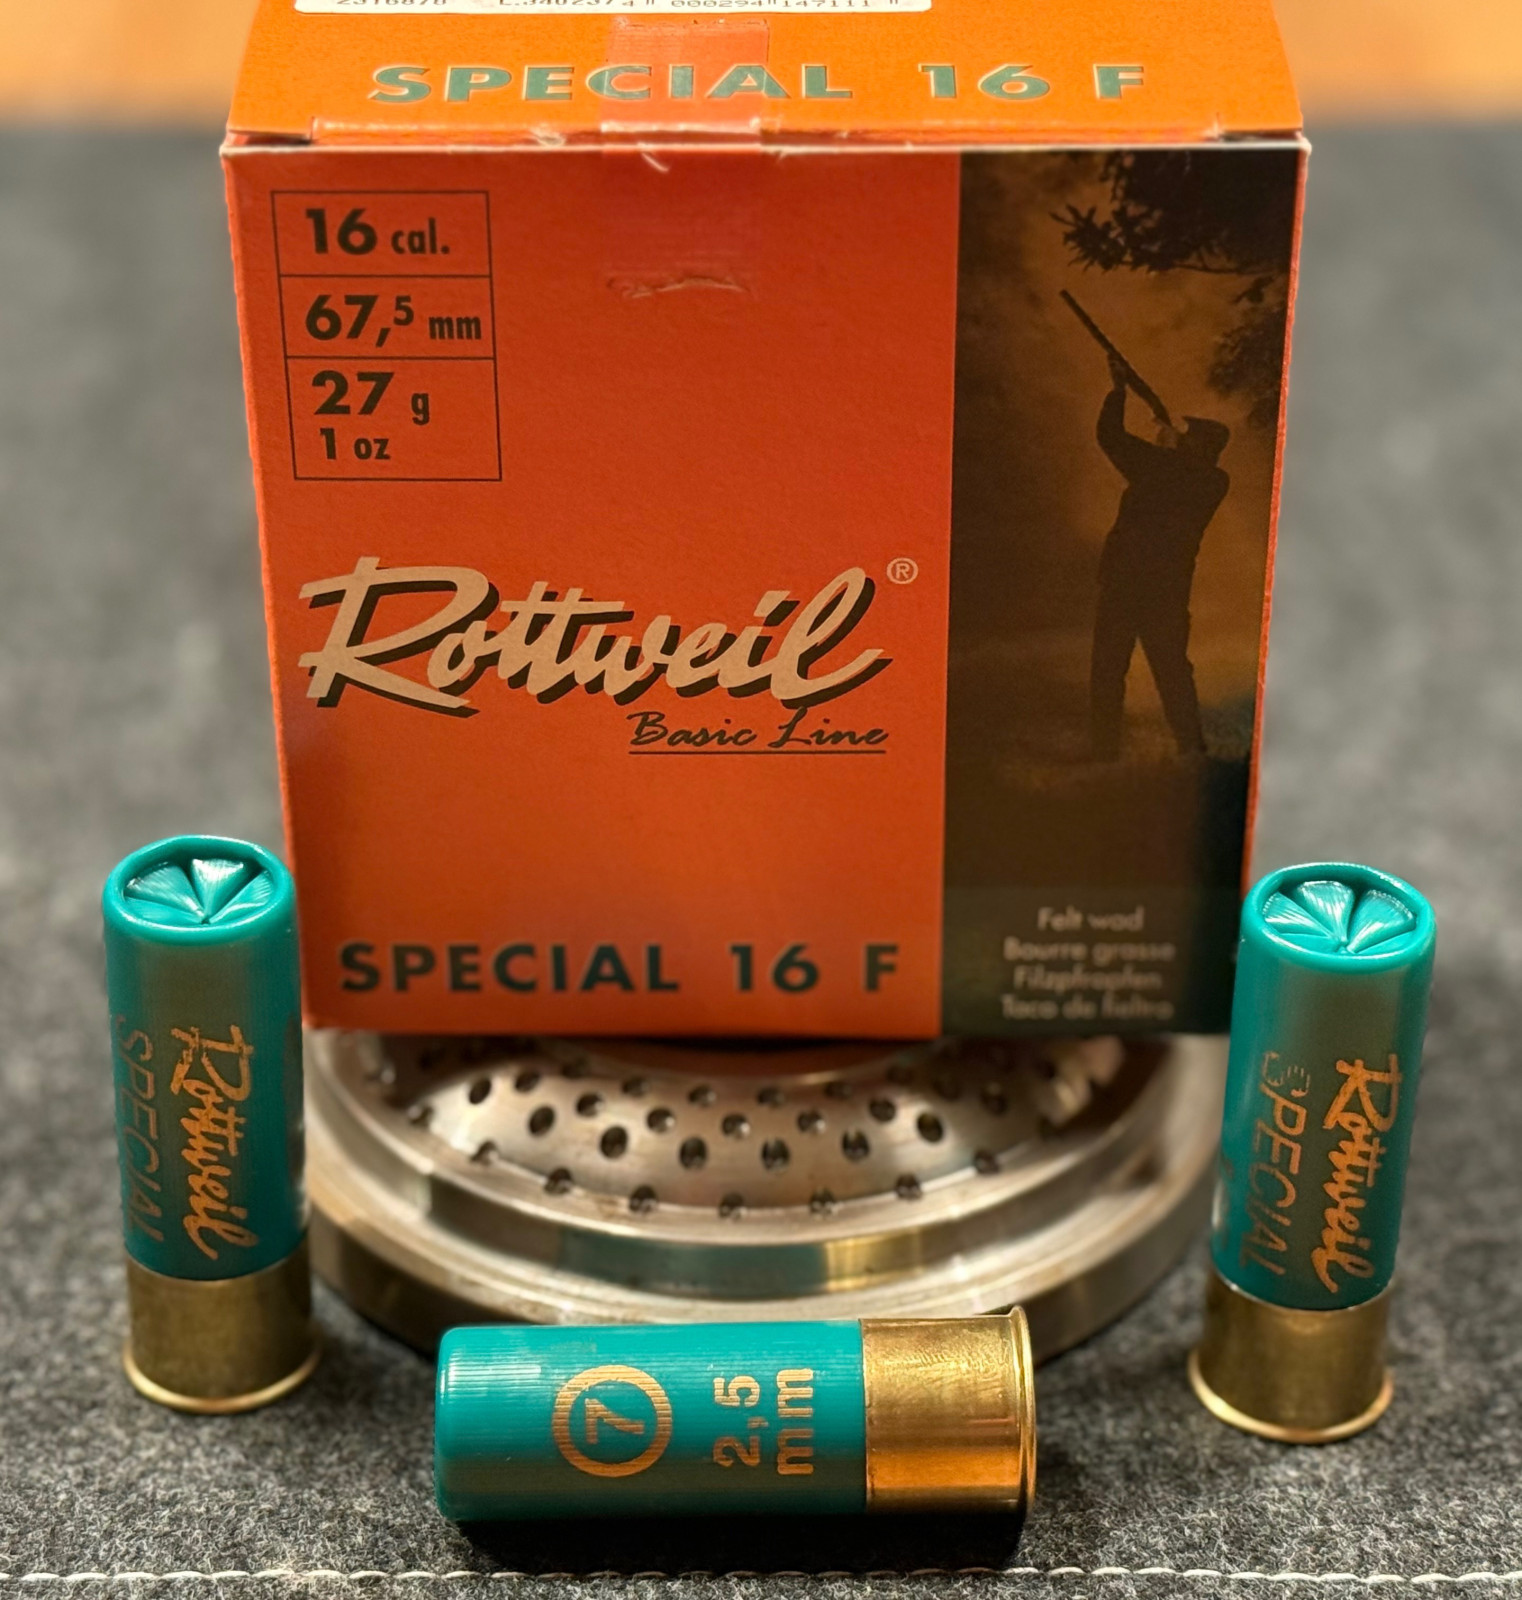 SPECIAL 16 F
16 cal.
67,5 mm
27 g
1 oz
Rottweil ®
Basic Line
SPECIAL 16 F
Felt wad
Bourre grasse
Filzpfropfen
Taco de fieltro
Rottweil
SPECIAL
Rottweil
SPECIAL
7
2,5
mm